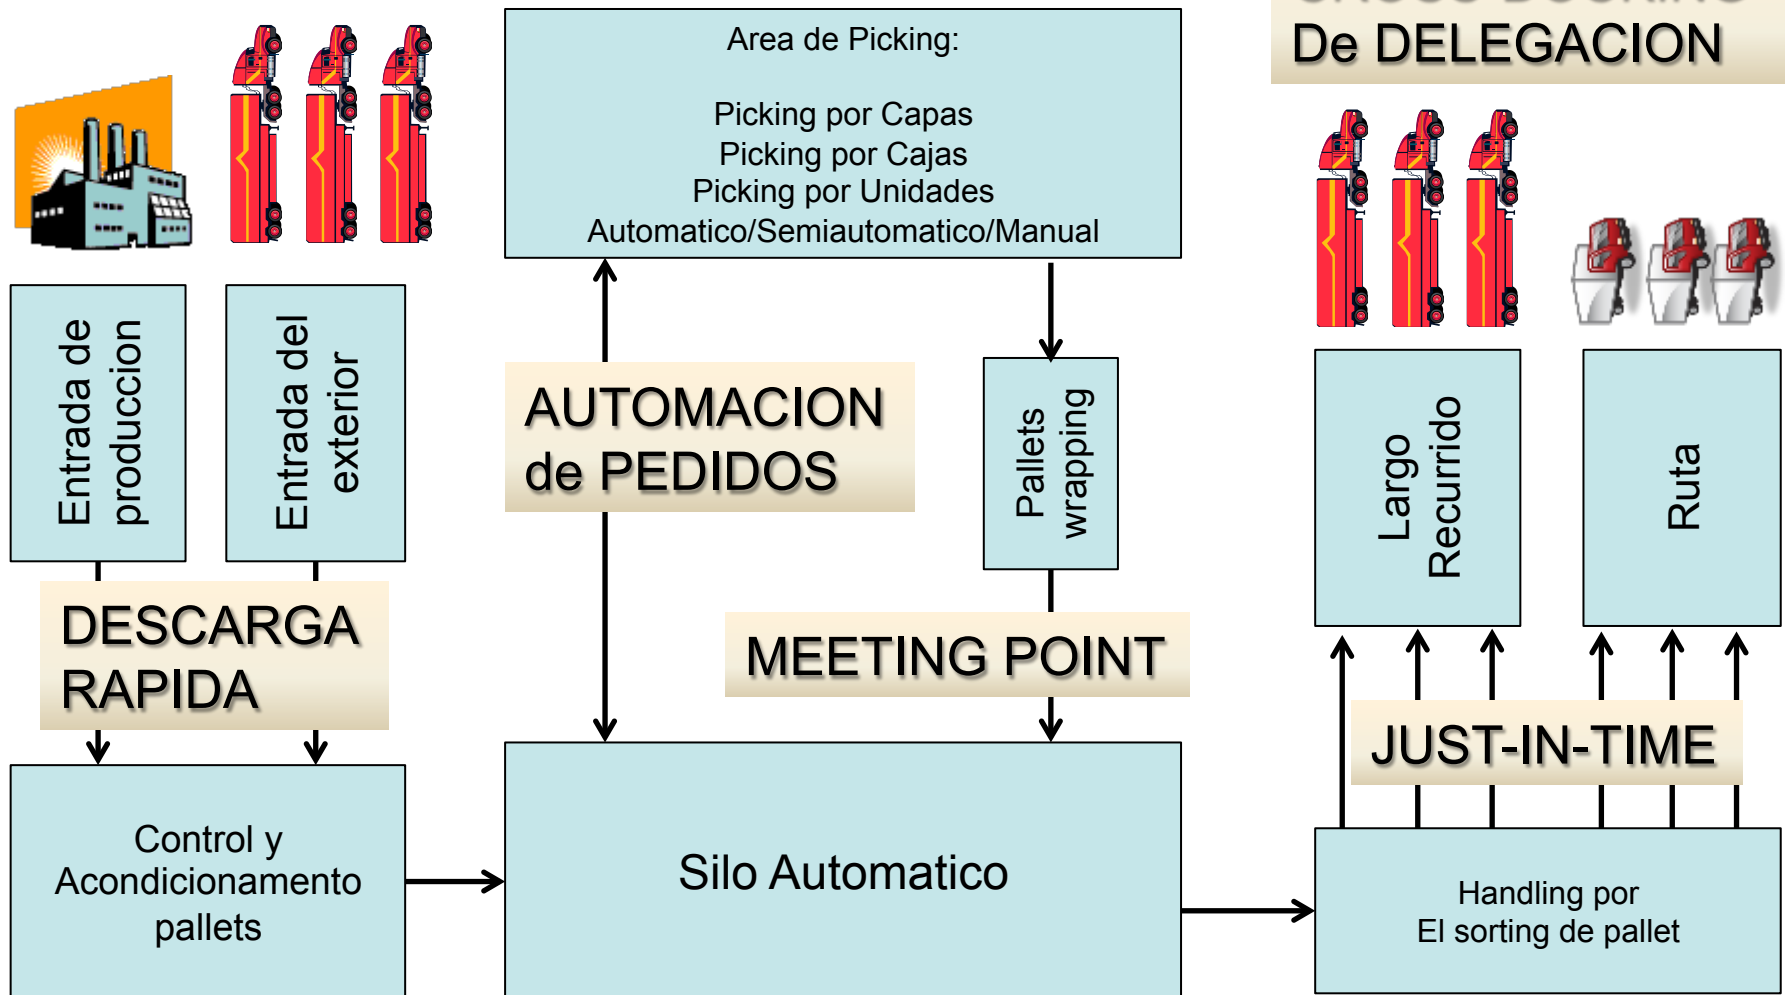 De DELEGACION
Area de Picking:
Picking por Capas
Picking por Cajas
Picking por Unidades
Automatico/Semiautomatico/Manual
Entrada de
produccion
Entrada del
exterior
AUTOMACION
de PEDIDOS
Pallets
wrapping
Largo
Recurrido
Ruta
DESCARGA
RAPIDA
MEETING POINT
JUST-IN-TIME
Control y
Acondicionamento
pallets
Silo Automatico
Handling por
El sorting de pallet